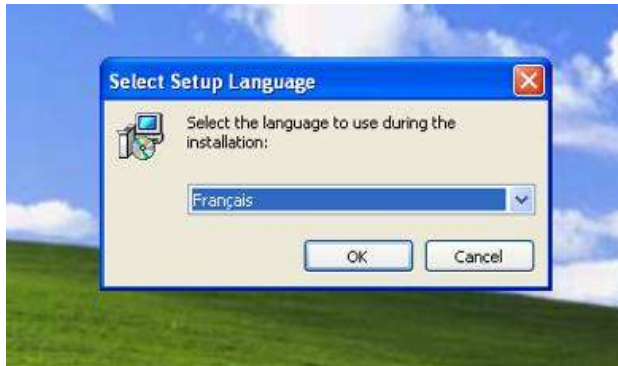 Select Setup Language
Select the language to use during the
installation:
Français
OK
Cancel